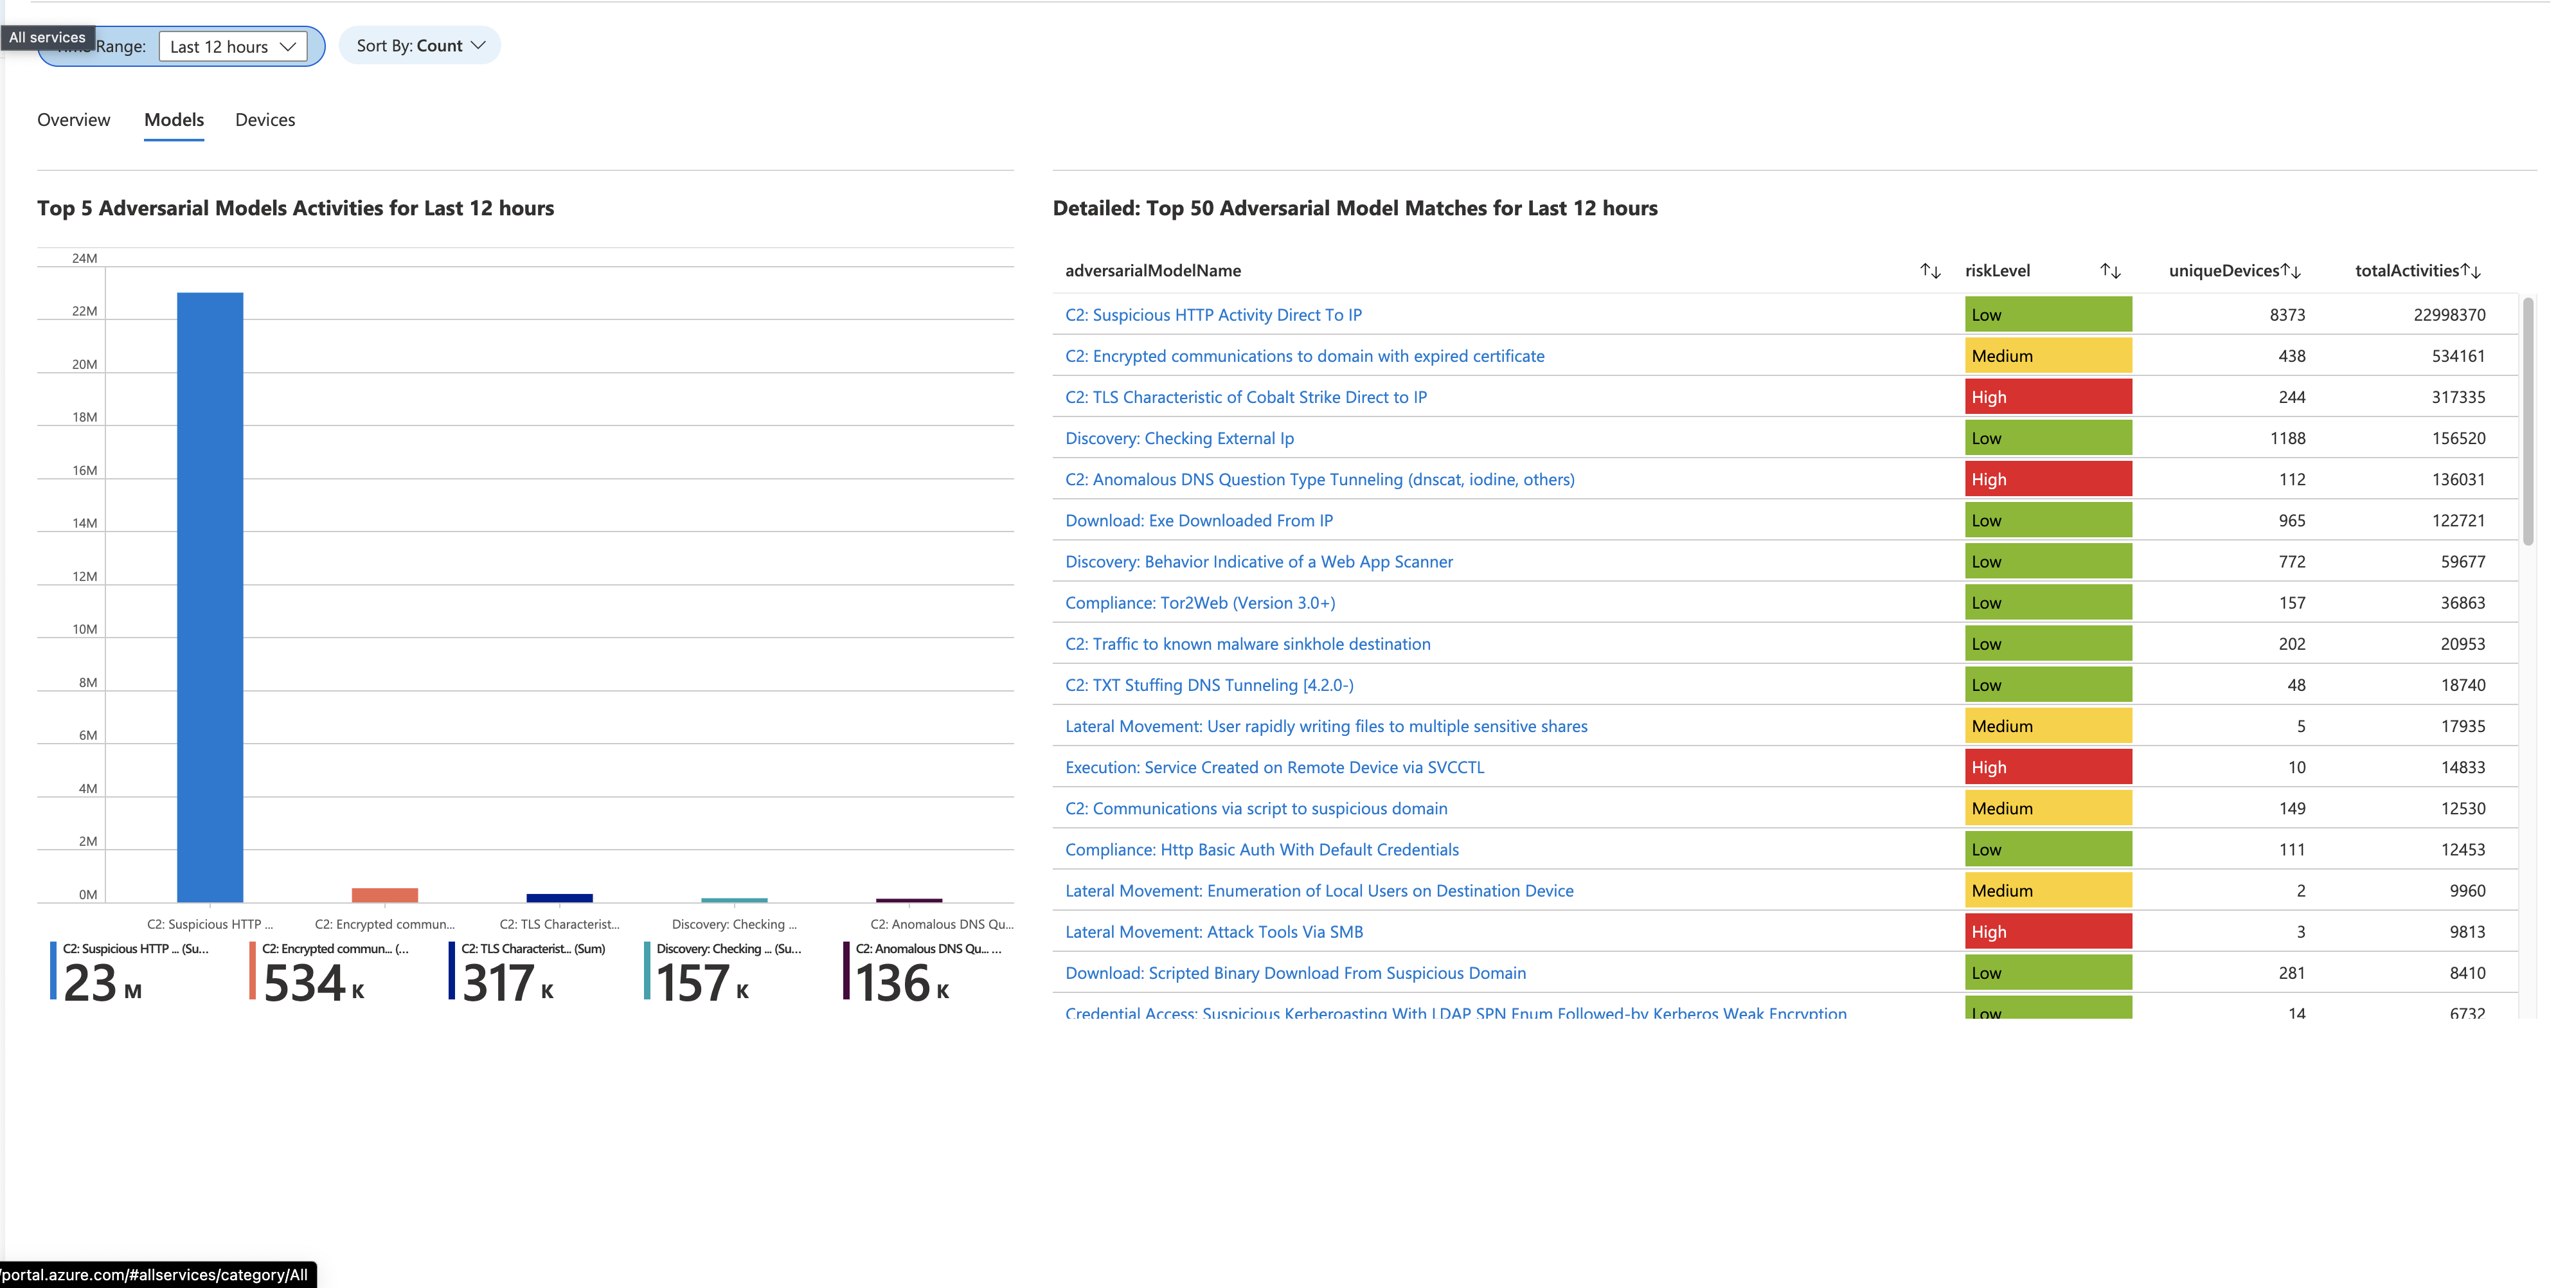 All services
Range: Last 12 hours
Sort By: Count
Overview Models Devices
Top 5 Adversarial Models Activities for Last 12 hours
24M
22M
20M
18M
16M
14M
12M
10M
8M
6M
4M
2M
0M
C2: Suspicious HTTP ... C2: Encrypted commun... C2: TLS Characterist... Discovery: Checking ... C2: Anomalous DNS Qu...
C2: Suspicious HTTP ... (Su... C2: Encrypted commun... (... C2: TLS Characterist... (Sum) Discovery: Checking ... (Su... C2: Anomalous DNS Qu... ...
23 M 534 K 317 K 157 K 136 K
Detailed: Top 50 Adversarial Model Matches for Last 12 hours
adversarialModelName riskLevel uniqueDevices totalActivities
C2: Suspicious HTTP Activity Direct To IP Low 8373 22998370
C2: Encrypted communications to domain with expired certificate Medium 438 534161
C2: TLS Characteristic of Cobalt Strike Direct to IP High 244 317335
Discovery: Checking External Ip Low 1188 156520
C2: Anomalous DNS Question Type Tunneling (dnscat, iodine, others) High 112 136031
Download: Exe Downloaded From IP Low 965 122721
Discovery: Behavior Indicative of a Web App Scanner Low 772 59677
Compliance: Tor2Web (Version 3.0+) Low 157 36863
C2: Traffic to known malware sinkhole destination Low 202 20953
C2: TXT Stuffing DNS Tunneling [4.2.0-) Low 48 18740
Lateral Movement: User rapidly writing files to multiple sensitive shares Medium 5 17935
Execution: Service Created on Remote Device via SVCCTL High 10 14833
C2: Communications via script to suspicious domain Medium 149 12530
Compliance: Http Basic Auth With Default Credentials Low 111 12453
Lateral Movement: Enumeration of Local Users on Destination Device Medium 2 9960
Lateral Movement: Attack Tools Via SMB High 3 9813
Download: Scripted Binary Download From Suspicious Domain Low 281 8410
Credential Access: Suspicious Kerberoasting With LDAP SPN Enum Followed-by Kerberos Weak Encryption Low 14 6732
/portal.azure.com/#allservices/category/All